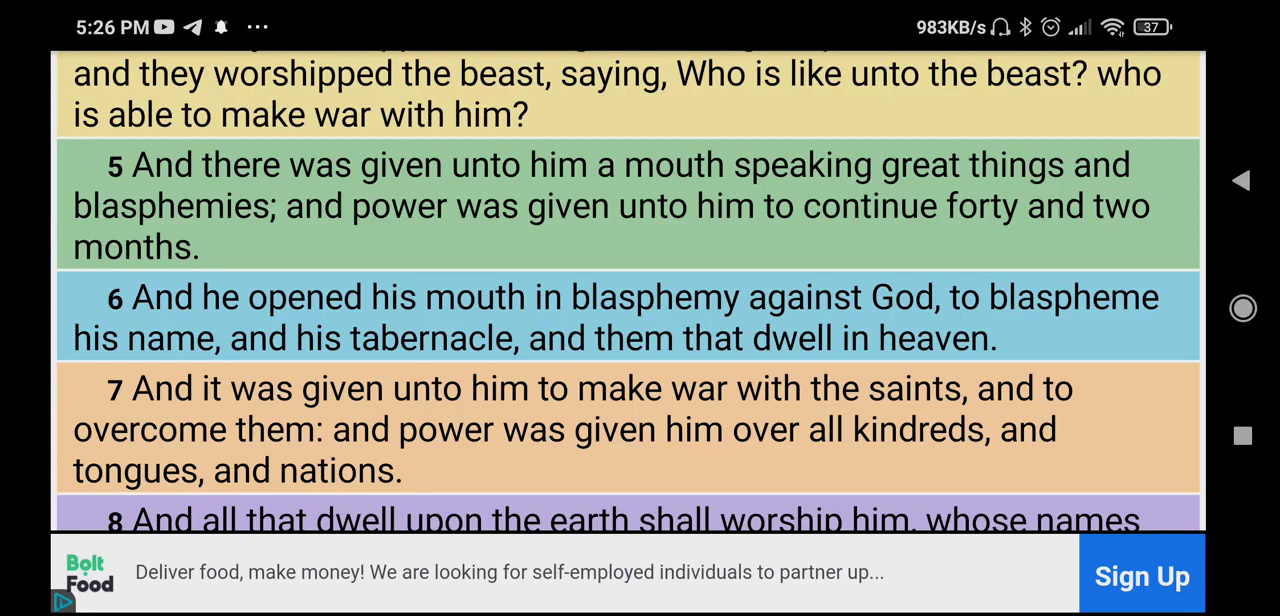 5:26 PM ... 983KB/s 37
and they worshipped the beast, saying, Who is like unto the beast? who
is able to make war with him?
5 And there was given unto him a mouth speaking great things and
blasphemies; and power was given unto him to continue forty and two
months.
6 And he opened his mouth in blasphemy against God, to blaspheme
his name, and his tabernacle, and them that dwell in heaven.
7 And it was given unto him to make war with the saints, and to
overcome them: and power was given him over all kindreds, and
tongues, and nations.
8 And all that dwell upon the earth shall worship him, whose names
Bolt
Food
Deliver food, make money! We are looking for self-employed individuals to partner up...
Sign Up